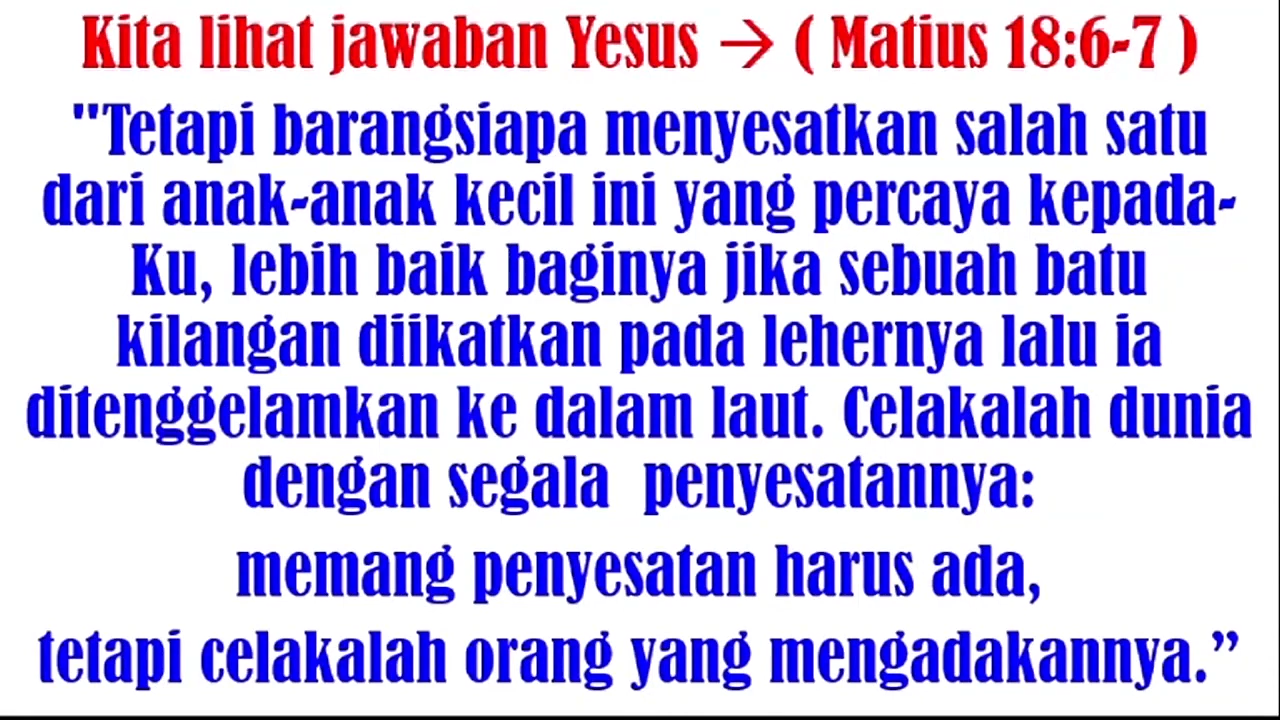 Kita lihat jawaban Yesus → ( Matius 18:6-7 )
"Tetapi barangsiapa menyesatkan salah satu
dari anak-anak kecil ini yang percaya kepada-
Ku, lebih baik baginya jika sebuah batu
kilangan diikatkan pada lehernya lalu ia
ditenggelamkan ke dalam laut. Celakalah dunia
dengan segala  penyesatannya:
memang penyesatan harus ada,
tetapi celakalah orang yang mengadakannya.”